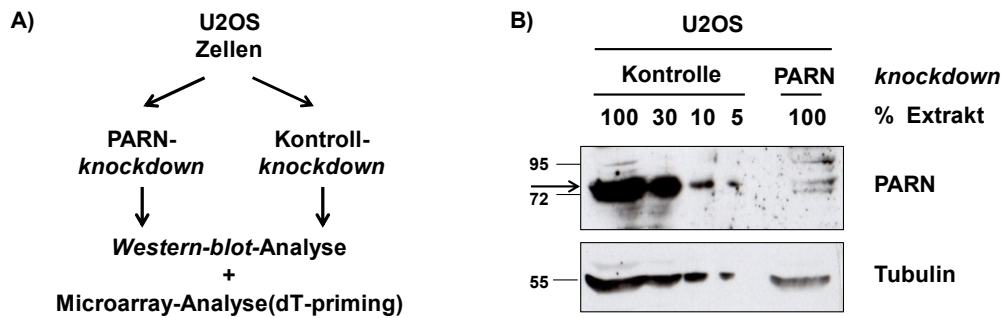 A)
U2OS
Zellen
PARN-
knockdown
Kontroll-
knockdown
Western-blot-Analyse
+
Microarray-Analyse(dT-priming)
B)
U2OS
Kontrolle PARN knockdown
100 30 10 5 100 % Extrakt
95
72
PARN
55
Tubulin